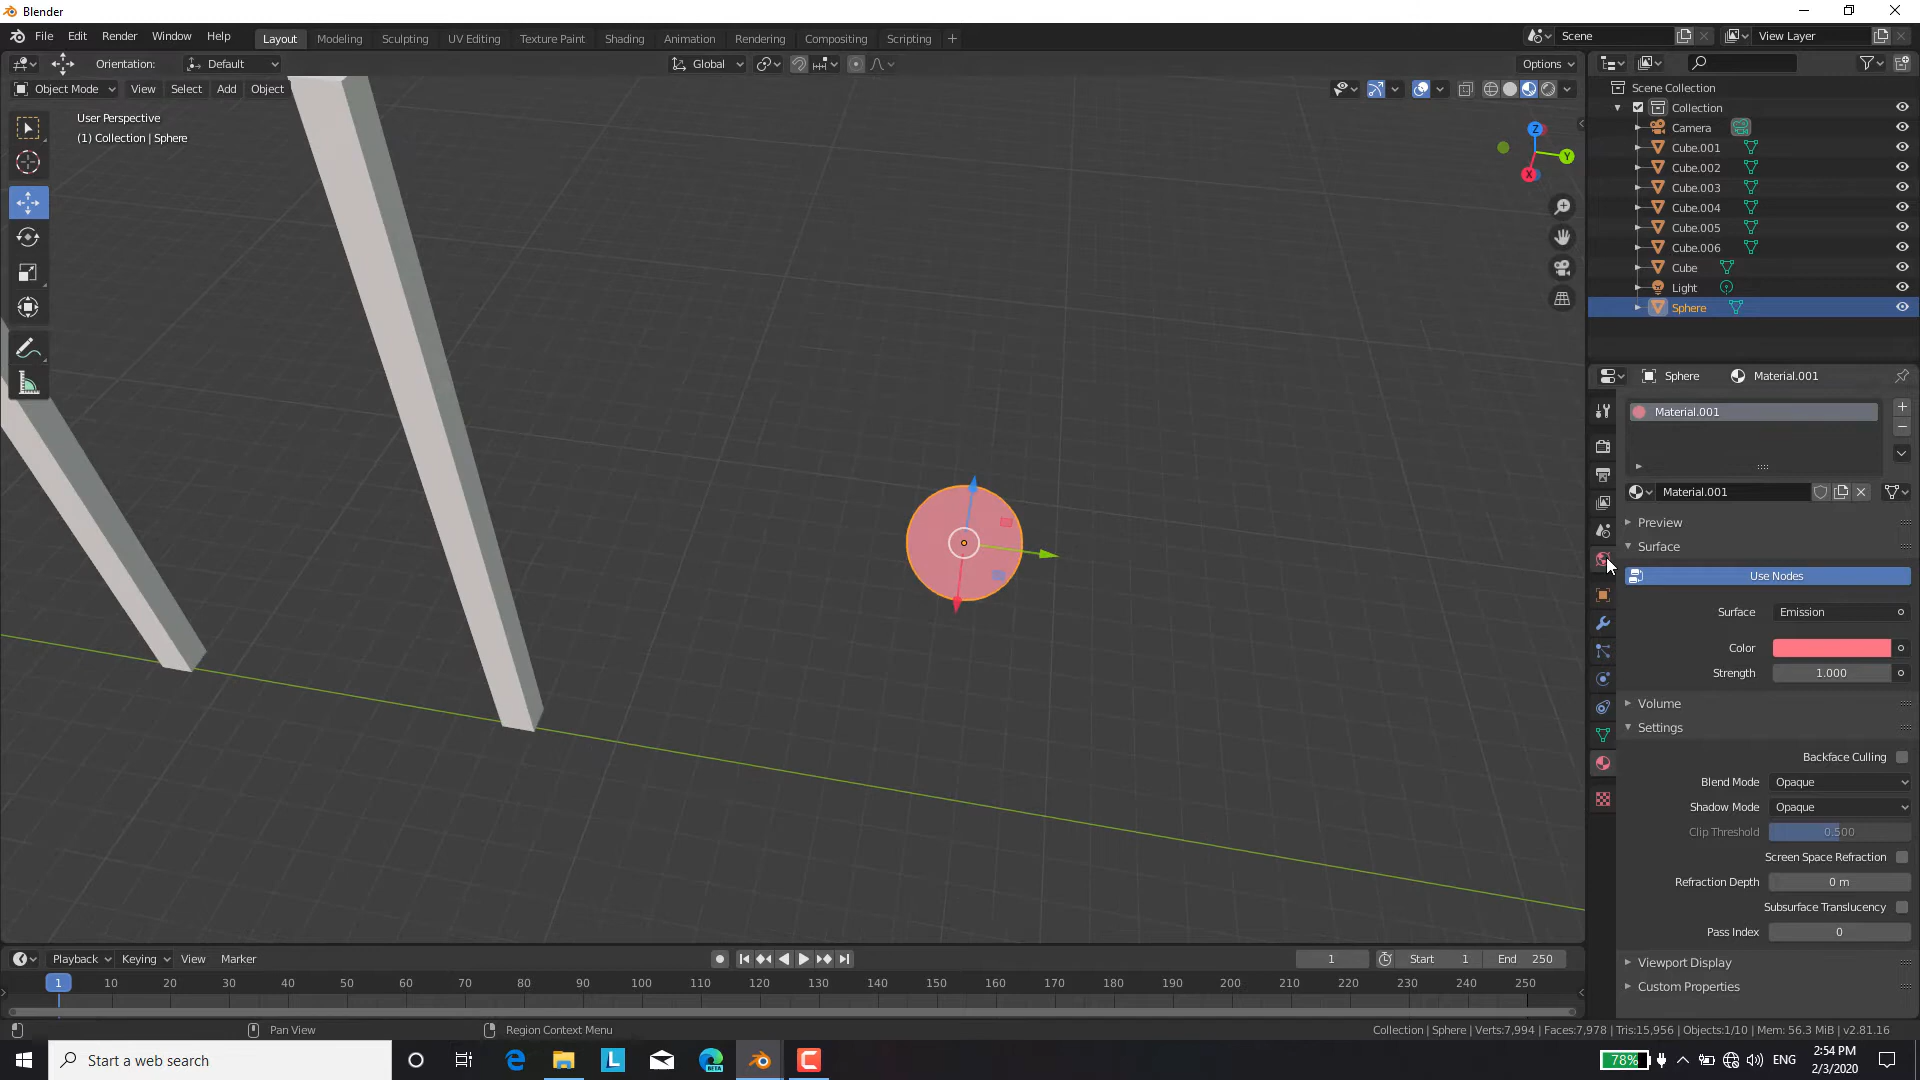 Blender
File Edit Render Window Help
Layout Modeling Sculpting UV Editing Texture Paint Shading Animation Rendering Compositing Scripting +
Scene
View Layer
Orientation: Default
Global
Options
Object Mode View Select Add Object
User Perspective
(1) Collection | Sphere
Z
Y
X
Scene Collection
Collection
Camera
Cube.001
Cube.002
Cube.003
Cube.004
Cube.005
Cube.006
Cube
Light
Sphere
Sphere Material.001
Material.001
Material.001
Preview
Surface
Use Nodes
Surface Emission
Color
Strength 1.000
Volume
Settings
Backface Culling
Blend Mode Opaque
Shadow Mode Opaque
Clip Threshold 0.500
Screen Space Refraction
Refraction Depth 0 m
Subsurface Translucency
Pass Index 0
Viewport Display
Custom Properties
Playback Keying View Marker
1 Start 1 End 250
1 10 20 30 40 50 60 70 80 90 100 110 120 130 140 150 160 170 180 190 200 210 220 230 240 250
Pan View Region Context Menu
Collection | Sphere | Verts:7,994 | Faces:7,978 | Tris:15,956 | Objects:1/10 | Mem: 56.3 MiB | v2.81.16
Start a web search
L
BETA
C
78%
ENG
2:54 PM
2/3/2020